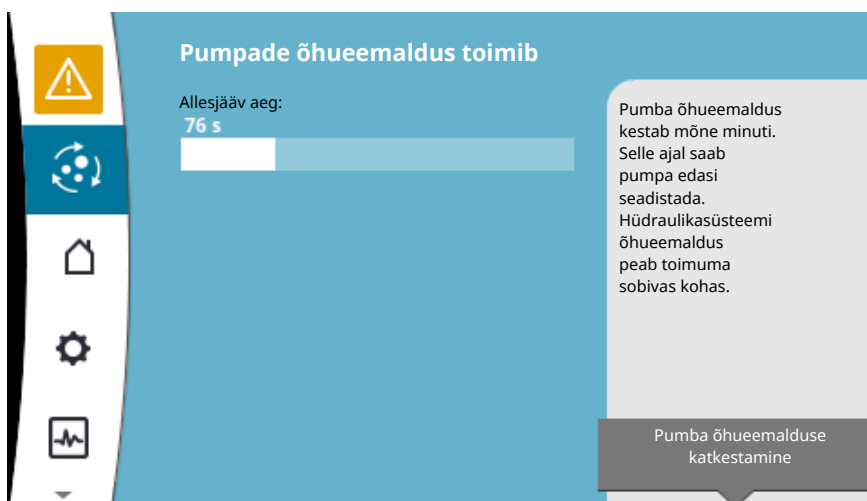 Pumpade õhueemaldus toimib
Allesjääv aeg:
76 s
Pumba õhueemaldus
kestab mõne minuti.
Selle ajal saab
pumpa edasi
seadistada.
Hüdraulikasüsteemi
õhueemaldus
peab toimuma
sobivas kohas.
Pumba õhueemalduse
katkestamine